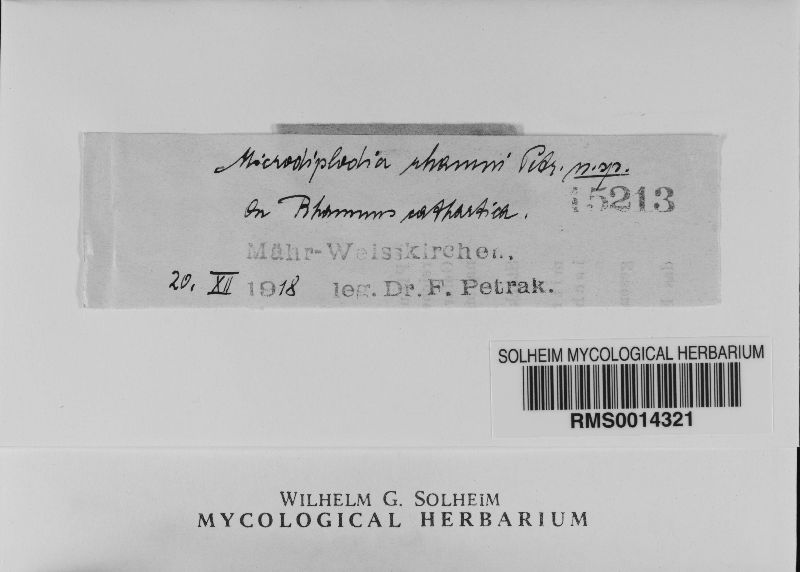 Microdiplodia rhamni Petr. n.sp.
15213
On Rhamnus cathartica.
Mähr-Weisskirchen,
20. XII 1918 leg. Dr. F. Petrak.
SOLHEIM MYCOLOGICAL HERBARIUM
RMS0014321
WILHELM G. SOLHEIM
MYCOLOGICAL HERBARIUM